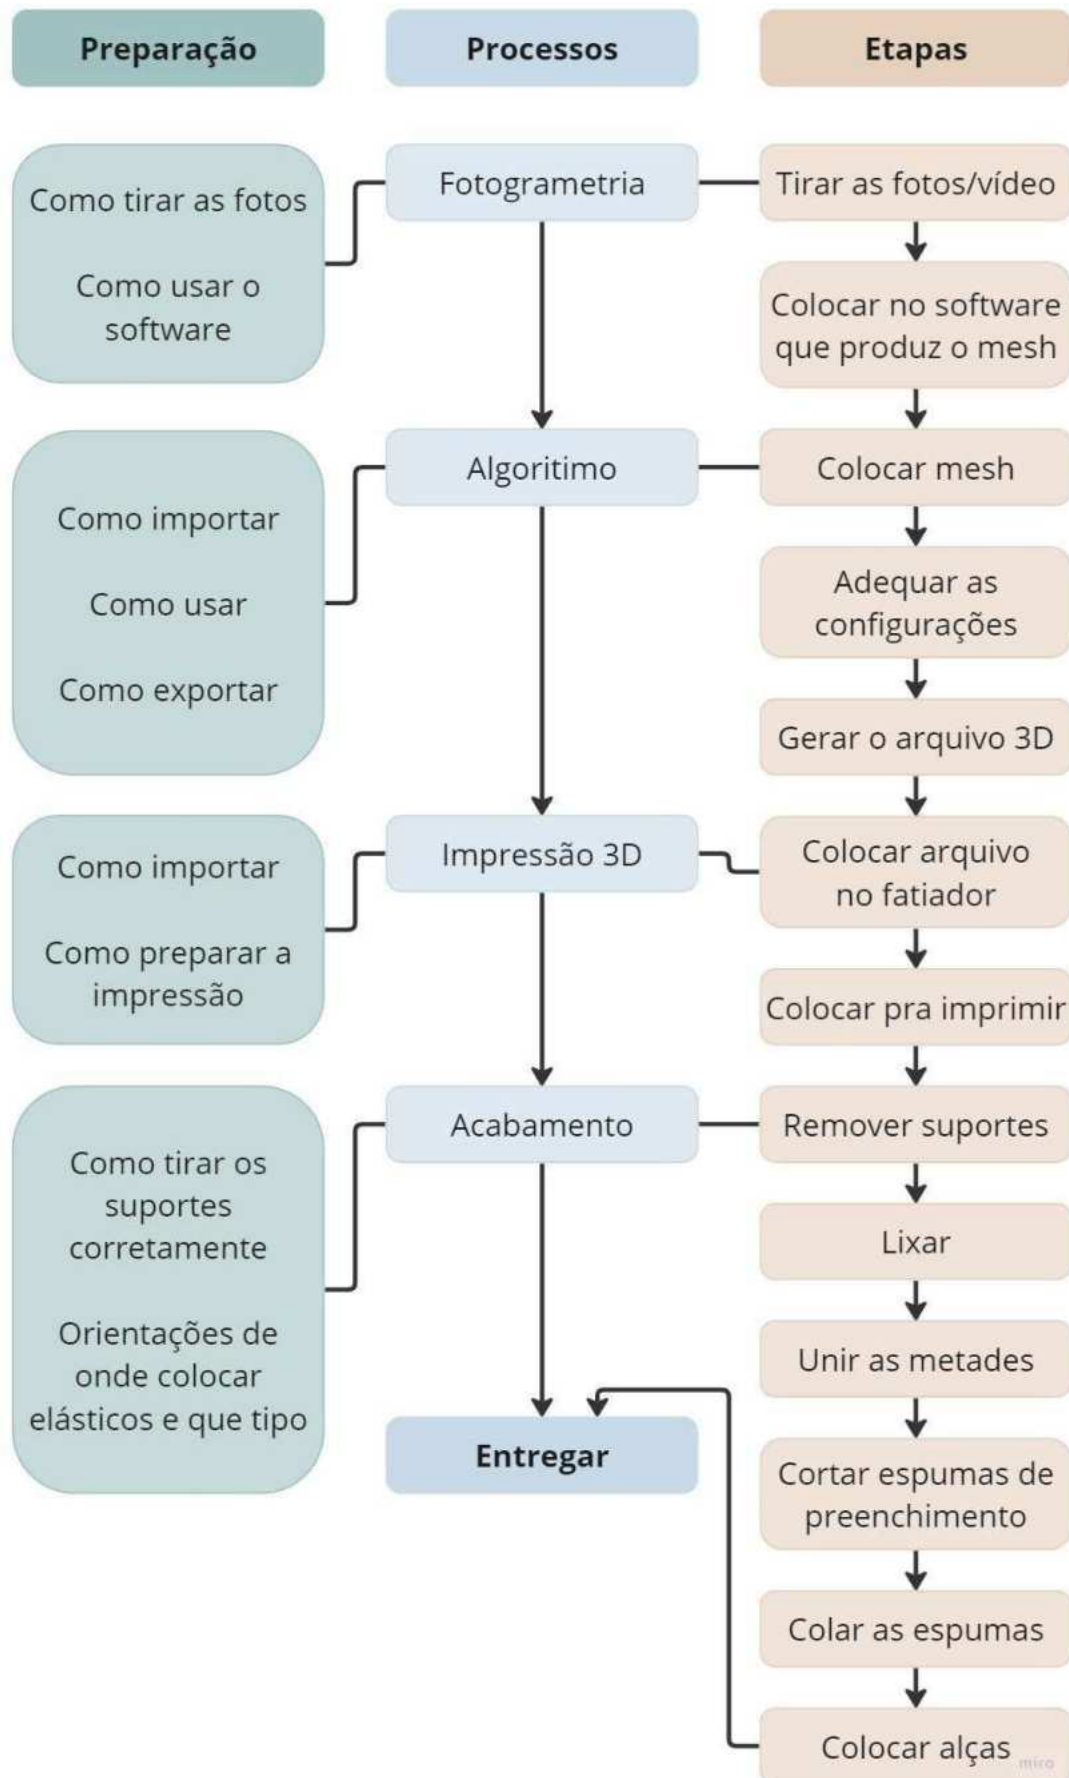 Preparação
Processos
Etapas
Como tirar as fotos
Como usar o
software
Fotogrametria
Tirar as fotos/vídeo
Colocar no software
que produz o mesh
Como importar
Como usar
Como exportar
Algoritimo
Colocar mesh
Adequar as
configurações
Gerar o arquivo 3D
Como importar
Como preparar a
impressão
Impressão 3D
Colocar arquivo
no fatiador
Colocar pra imprimir
Como tirar os
suportes
corretamente
Orientações de
onde colocar
elásticos e que tipo
Acabamento
Remover suportes
Lixar
Unir as metades
Cortar espumas de
preenchimento
Colar as espumas
Colocar alças
Entregar
miro